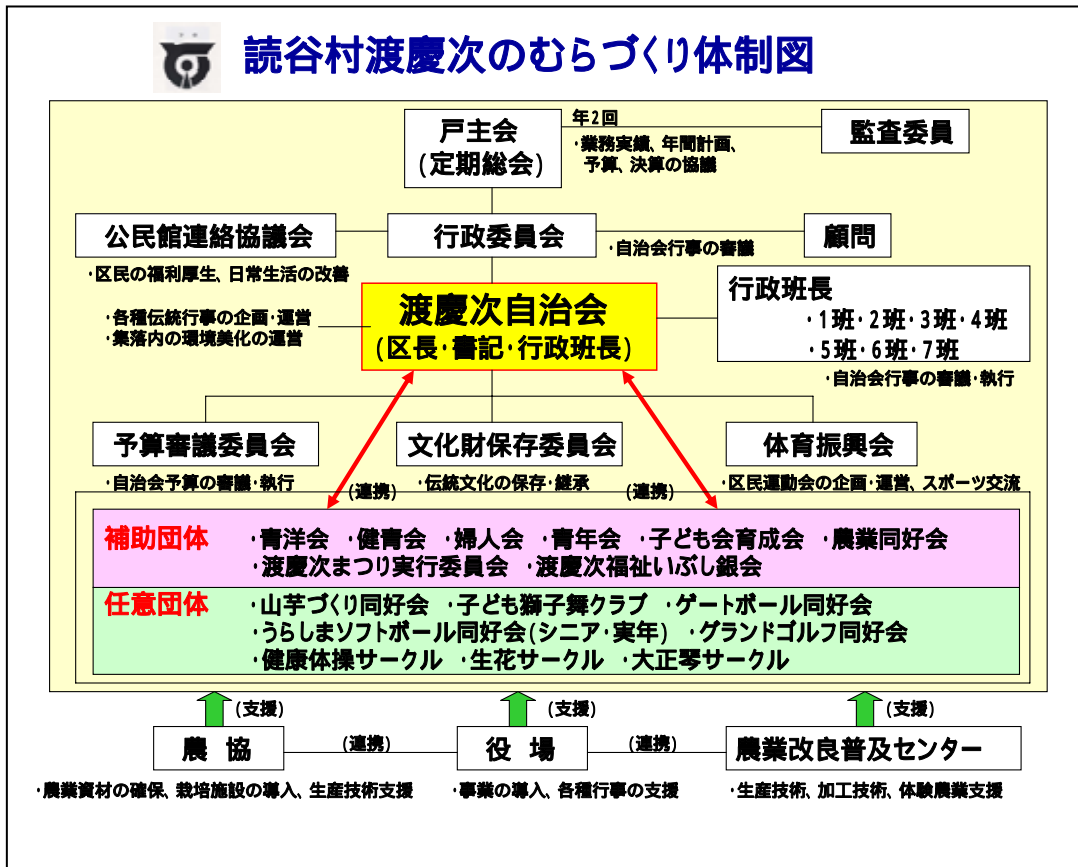 読谷村渡慶次のむらづくり体制図
戸主会
(定期総会)
年2回
・業務実績、年間計画、
予算、決算の協議
監査委員
公民館連絡協議会
行政委員会
顧問
・自治会行事の審議
・区民の福利厚生、日常生活の改善
・各種伝統行事の企画・運営
・集落内の環境美化の運営
渡慶次自治会
(区長・書記・行政班長)
行政班長
・1班・2班・3班・4班
・5班・6班・7班
・自治会行事の審議・執行
予算審議委員会
文化財保存委員会
体育振興会
・自治会予算の審議・執行
・伝統文化の保存・継承
・区民運動会の企画・運営、スポーツ交流
(連携)
(連携)
補助団体 ・青洋会 ・健青会 ・婦人会 ・青年会 ・子ども会育成会 ・農業同好会
・渡慶次まつり実行委員会 ・渡慶次福祉いぶし銀会
任意団体 ・山芋づくり同好会 ・子ども獅子舞クラブ ・ゲートボール同好会
・うらしまソフトボール同好会(シニア・実年) ・グランドゴルフ同好会
・健康体操サークル ・生花サークル ・大正琴サークル
(支援)
(支援)
(支援)
農 協
(連携)
役 場
(連携)
農業改良普及センター
・農業資材の確保、栽培施設の導入、生産技術支援
・事業の導入、各種行事の支援
・生産技術、加工技術、体験農業支援